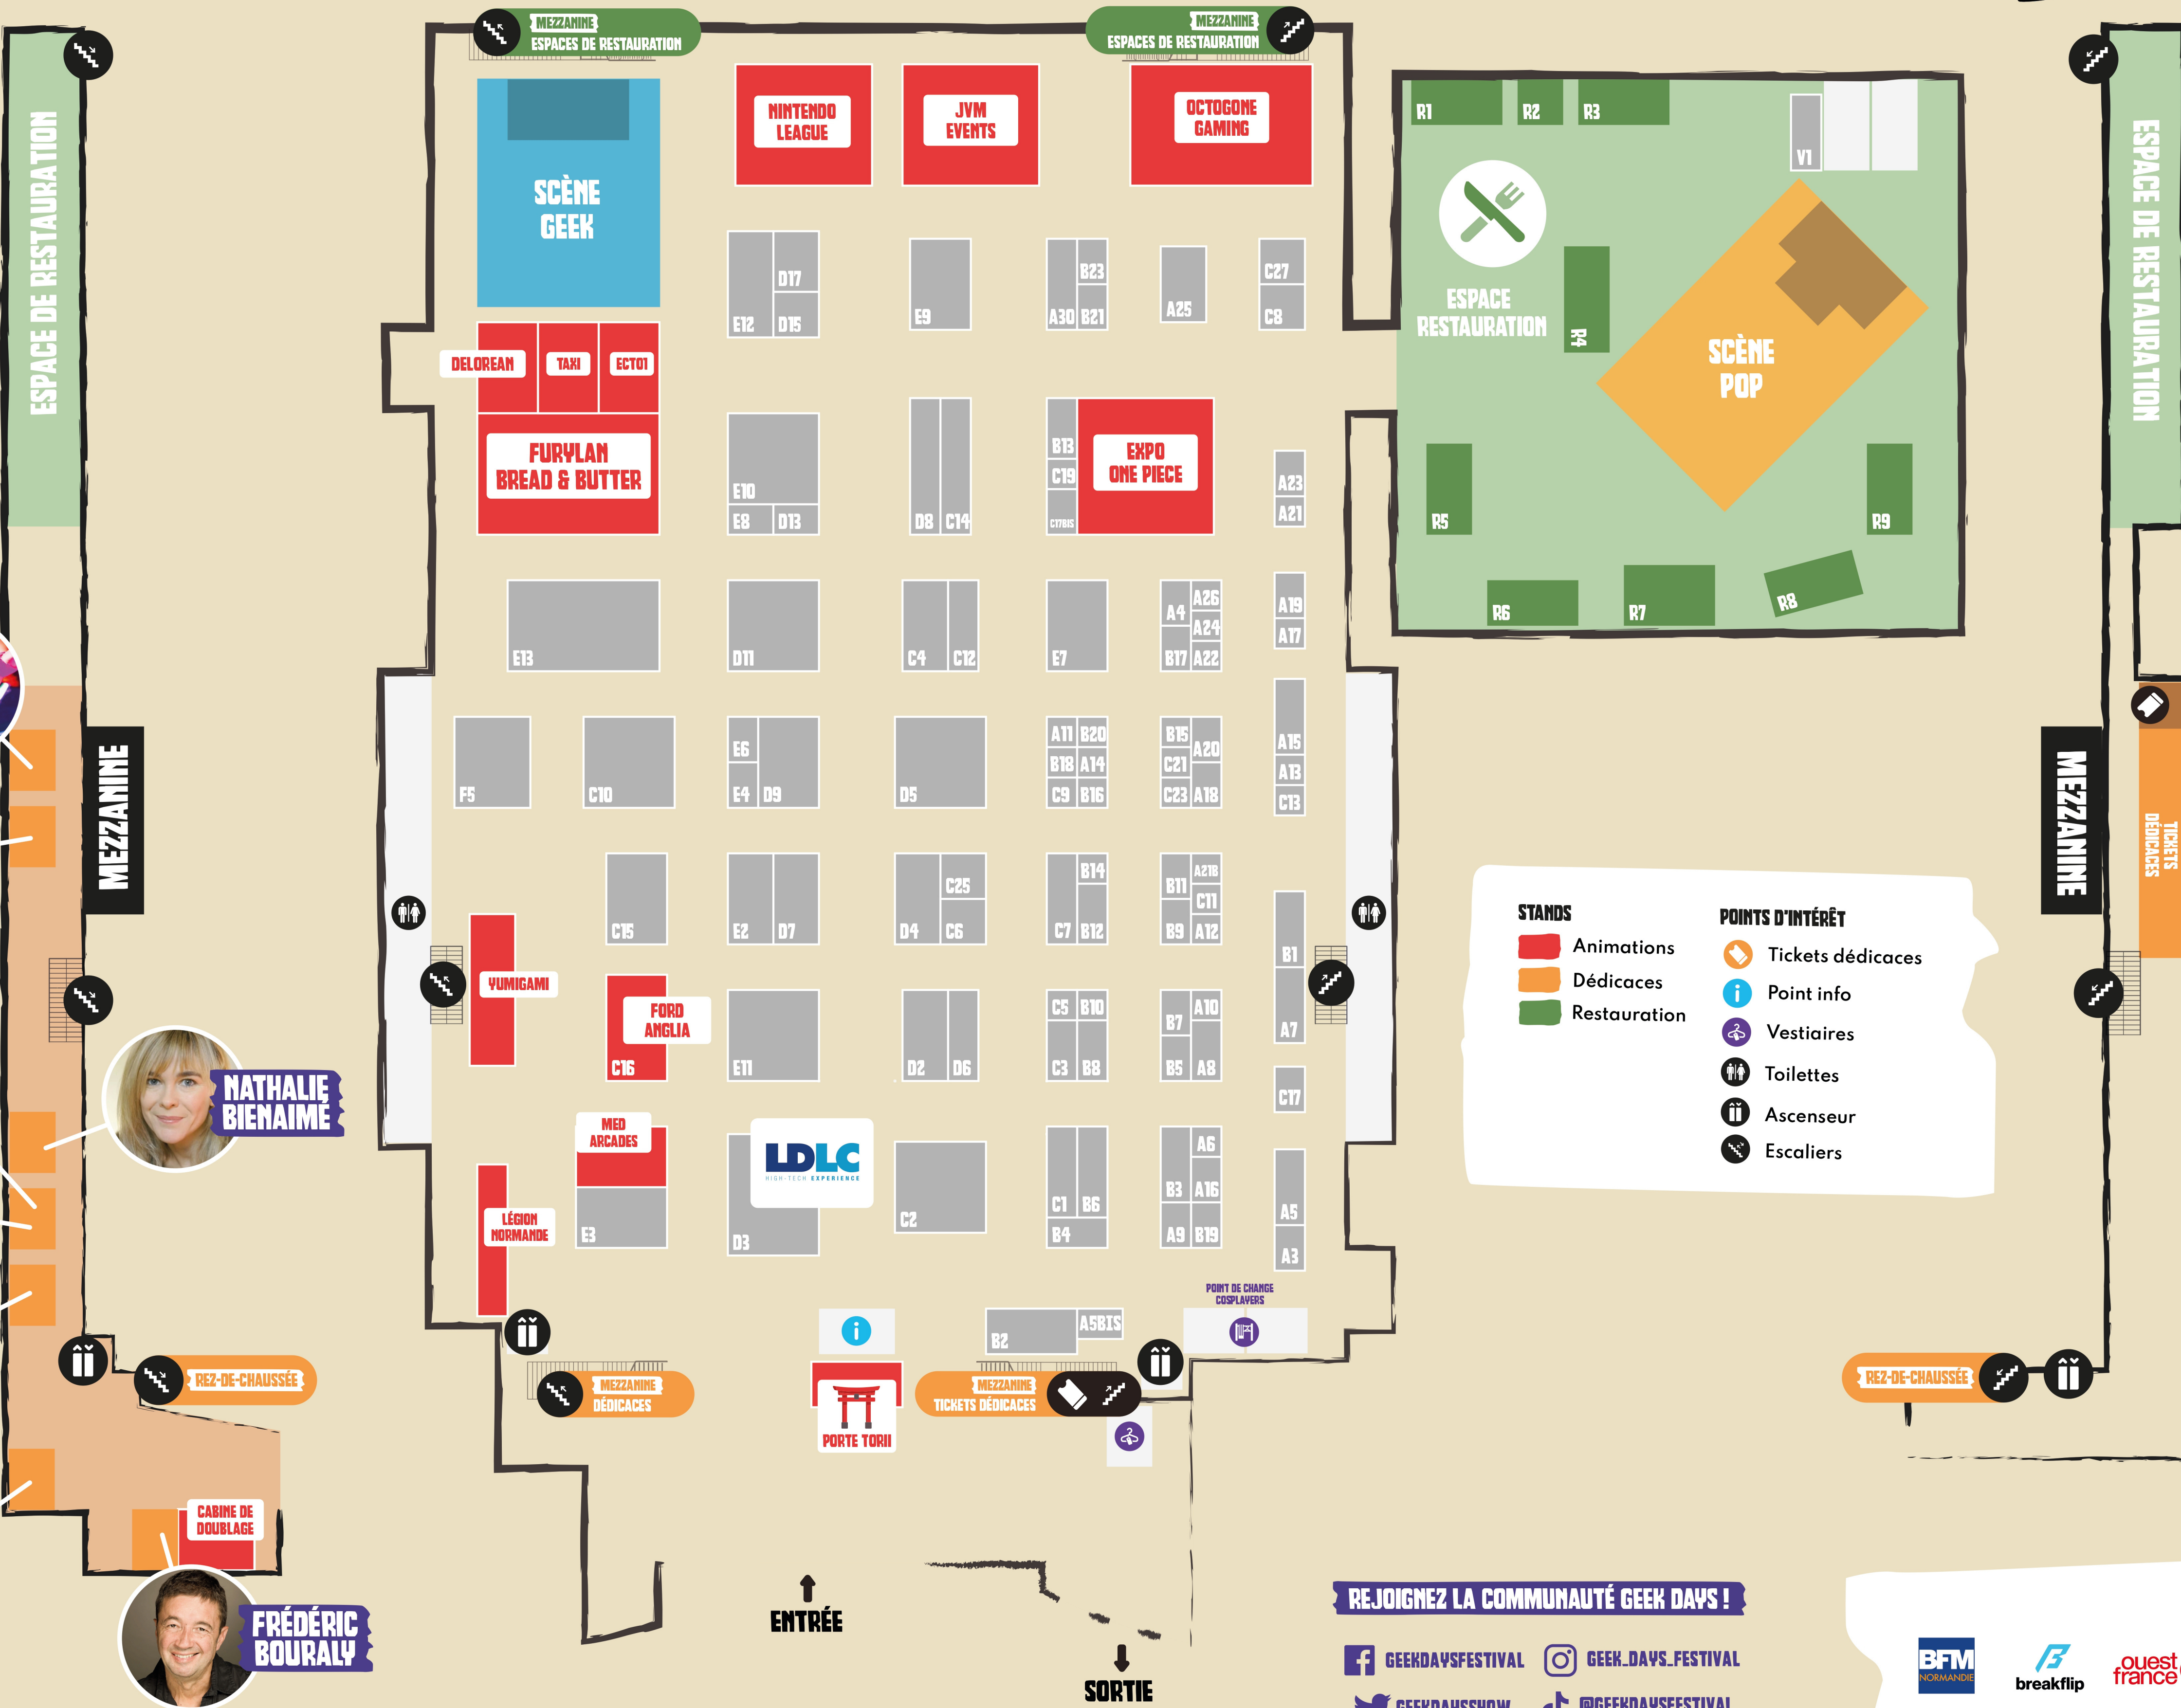 MEZZANINE
ESPACES DE RESTAURATION
MEZZANINE
ESPACES DE RESTAURATION
ESPACE DE RESTAURATION
ESPACE DE RESTAURATION
NINTENDO
LEAGUE
JVM
EVENTS
OCTOGONE
GAMING
R1
R2
R3
V1
SCÈNE
GEEK
D17
E12
D15
E9
B23
A30
B21
A25
C27
C8
ESPACE
RESTAURATION
R4
SCÈNE
POP
DELOREAN
TAXI
ECTO1
FURYLAN
BREAD & BUTTER
E10
E8
D13
D8
C14
B13
C19
C17BIS
EXPO
ONE PIECE
A23
A21
R5
R9
R6
R7
R8
E13
D11
C4
C12
E7
A4
A26
A24
B17
A22
A19
A17
MEZZANINE
F5
C10
E6
E4
D9
D5
A11
B20
B18
A14
C9
B16
B15
A20
C21
C23
A18
A15
A13
C13
MEZZANINE
TICKETS
DÉDICACES
C15
E2
D7
D4
C25
C6
B14
C7
B12
B11
A21B
C11
B9
A12
B1
A7
STANDS
Animations
Dédicaces
Restauration
POINTS D'INTÉRÊT
Tickets dédicaces
Point info
Vestiaires
Toilettes
Ascenseur
Escaliers
YUMIGAMI
FORD
ANGLIA
C16
E11
D2
D6
C5
B10
C3
B8
B7
A10
B5
A8
C17
NATHALIE
BIENAIMÉ
MED
ARCADES
LDLC
HIGH-TECH EXPERIENCE
LÉGION
NORMANDE
E3
D3
C2
C1
B6
B4
A6
B3
A16
A9
B19
A5
A3
POINT DE CHANGE
COSPLAYERS
B2
A5BIS
REZ-DE-CHAUSSÉE
MEZZANINE
DÉDICACES
PORTE TORII
MEZZANINE
TICKETS DÉDICACES
REZ-DE-CHAUSSÉE
CABINE DE
DOUBLAGE
FRÉDÉRIC
BOURALY
ENTRÉE
SORTIE
REJOIGNEZ LA COMMUNAUTÉ GEEK DAYS !
GEEKDAYSFESTIVAL
GEEK_DAYS_FESTIVAL
GEEKDAYSSHOW
@GEEKDAYSFESTIVAL
BFM
NORMANDIE
breakflip
ouest
france